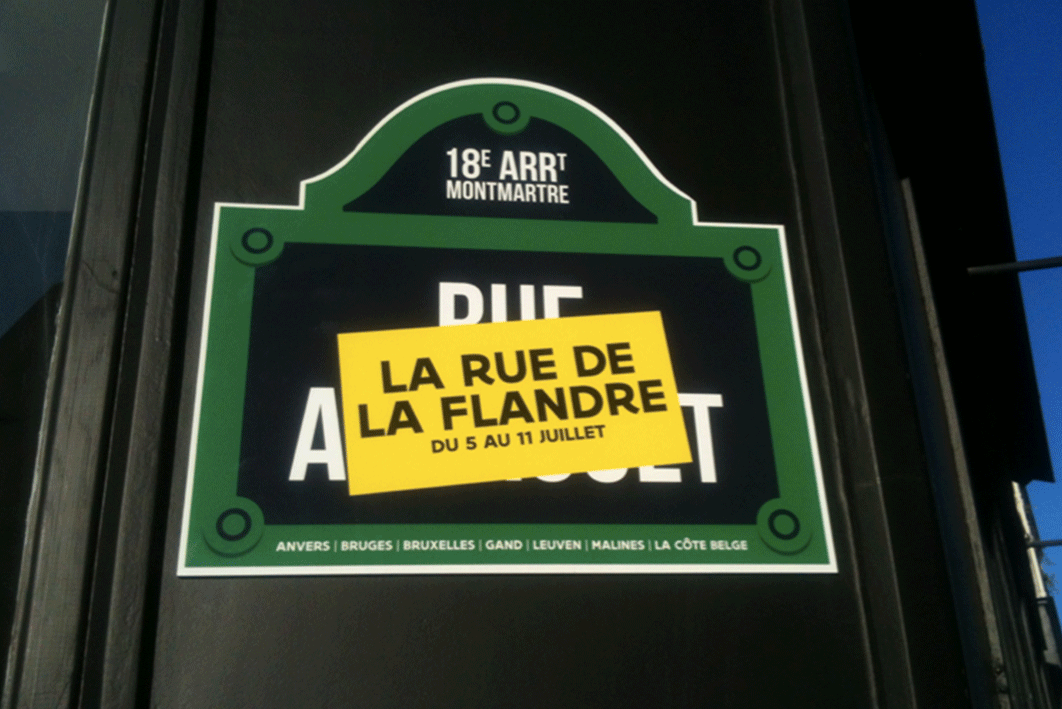 18E ARRT
MONTMARTRE
RUE
LA RUE DE
LA FLANDRE
DU 5 AU 11 JUILLET
ANVERS | BRUGES | BRUXELLES | GAND | LEUVEN | MALINES | LA CÔTE BELGE